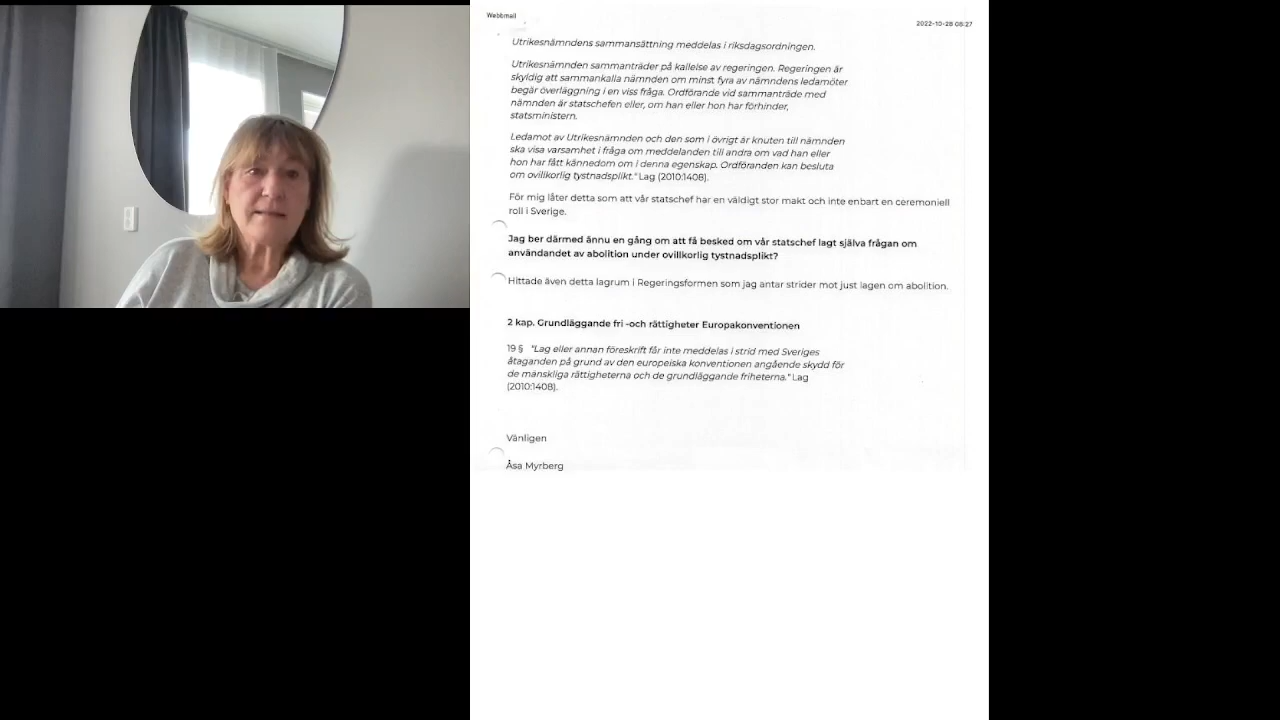 Webbmail
2022-10-28 08:27
Utrikesnämndens sammansättning meddelas i riksdagsordningen.
Utrikesnämnden sammanträder på kallelse av regeringen. Regeringen är
skyldig att sammankalla nämnden om minst fyra av nämndens ledamöter
begär överläggning i en viss fråga. Ordförande vid sammanträde med
nämnden är statschefen eller, om han eller hon har förhinder,
statsministern.
Ledamot av Utrikesnämnden och den som i övrigt är knuten till nämnden
ska visa varsamhet i fråga om meddelanden till andra om vad han eller
hon har fått kännedom om i denna egenskap. Ordföranden kan besluta
om ovillkorlig tystnadsplikt." Lag (2010:1408).
För mig låter detta som att vår statschef har en väldigt stor makt och inte enbart en ceremoniell
roll i Sverige.
Jag ber därmed ännu en gång om att få besked om vår statschef lagt själva frågan om
användandet av abolition under ovillkorlig tystnadsplikt?
Hittade även detta lagrum i Regeringsformen som jag antar strider mot just lagen om abolition.
2 kap. Grundläggande fri -och rättigheter Europakonventionen
19 § "Lag eller annan föreskrift får inte meddelas i strid med Sveriges
åtaganden på grund av den europeiska konventionen angående skydd för
de mänskliga rättigheterna och de grundläggande friheterna." Lag
(2010:1408).
Vänligen
Åsa Myrberg